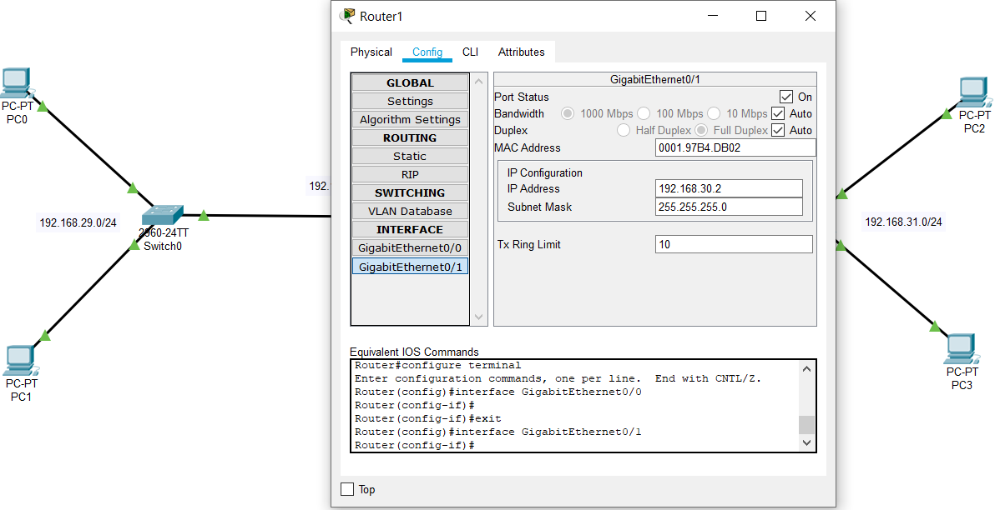 Router1
Physical Config CLI Attributes
GLOBAL
Settings
Algorithm Settings
ROUTING
Static
RIP
SWITCHING
VLAN Database
INTERFACE
GigabitEthernet0/0
GigabitEthernet0/1
GigabitEthernet0/1
Port Status On
Bandwidth 1000 Mbps 100 Mbps 10 Mbps Auto
Duplex Half Duplex Full Duplex Auto
MAC Address 0001.97B4.DB02
IP Configuration
IP Address 192.168.30.2
Subnet Mask 255.255.255.0
Tx Ring Limit 10
Equivalent IOS Commands
Router#configure terminal
Enter configuration commands, one per line. End with CNTL/Z.
Router(config)#interface GigabitEthernet0/0
Router(config-if)#
Router(config-if)#exit
Router(config)#interface GigabitEthernet0/1
Router(config-if)#
Top
PC-PT
PC0
192.168.29.0/24
2960-24TT
Switch0
PC-PT
PC1
192.
PC-PT
PC2
192.168.31.0/24
PC-PT
PC3